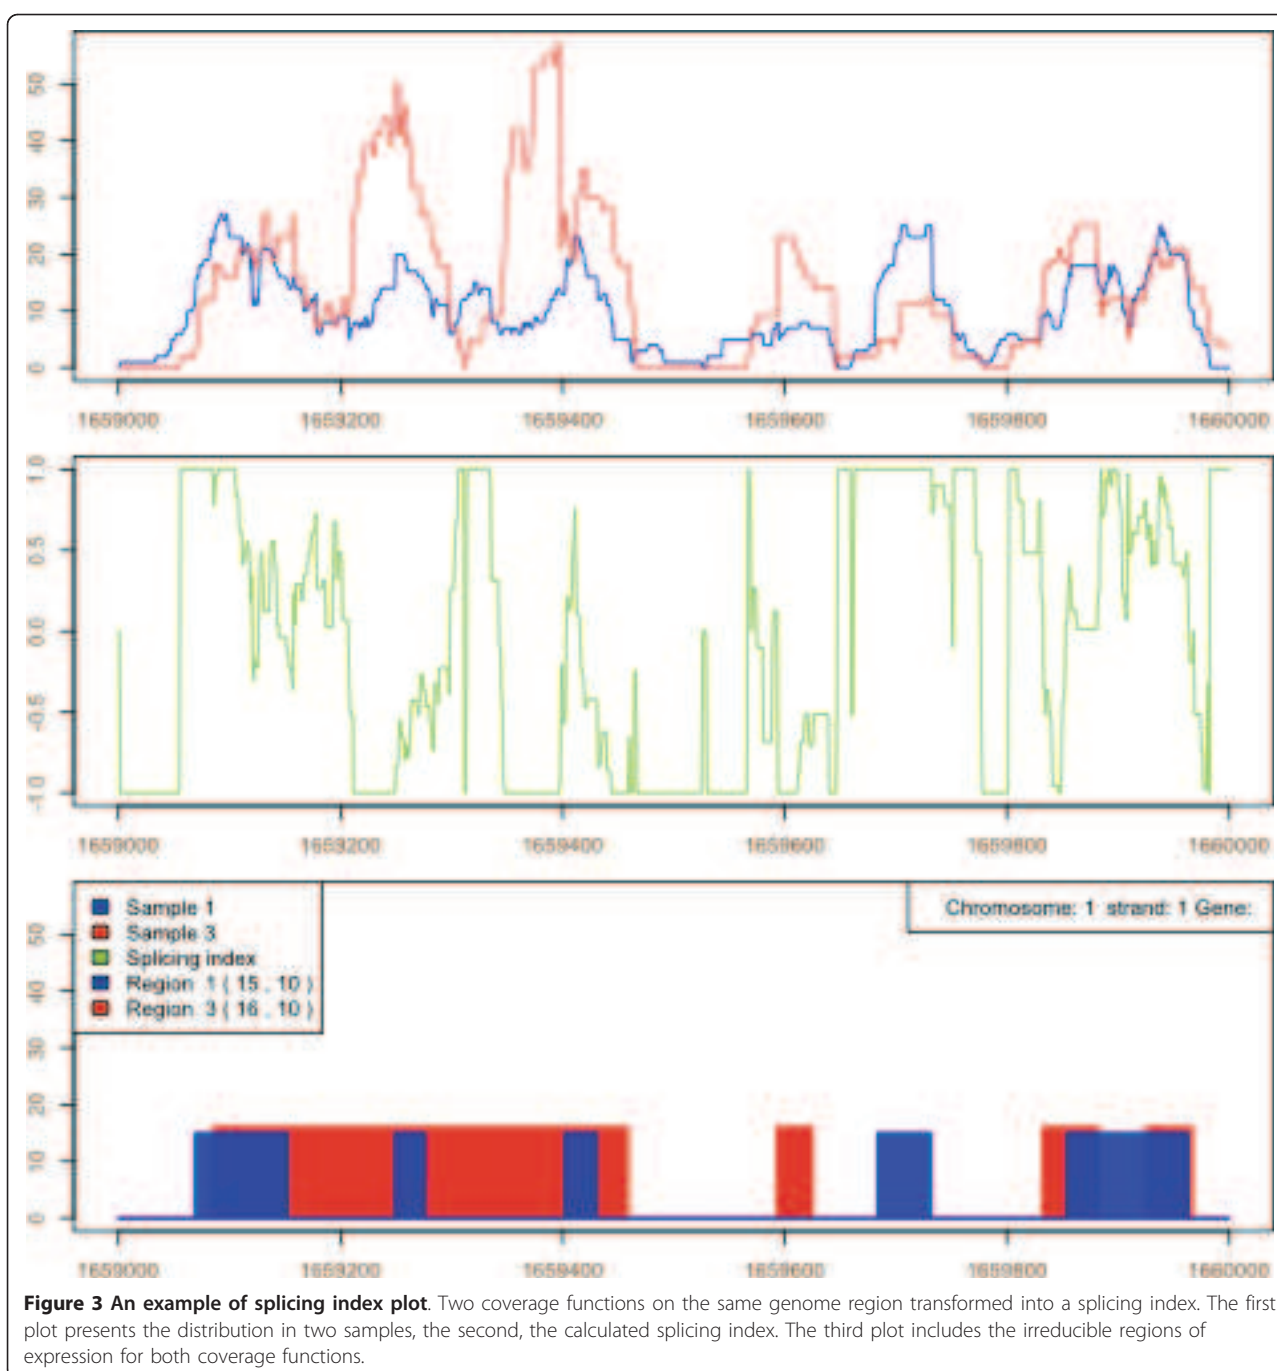 50
40
30
20
10
0
1659000 1659200 1659400 1659600 1659800 1660000
1.0
0.5
0.0
-0.5
-1.0
1659000 1659200 1659400 1659600 1659800 1660000
Sample 1
Sample 3
Splicing index
Region 1 ( 15 , 10 )
Region 3 ( 16 , 10 )
Chromosome: 1 strand: 1 Gene:
50
40
30
20
10
0
1659000 1659200 1659400 1659600 1659800 1660000
Figure 3 An example of splicing index plot. Two coverage functions on the same genome region transformed into a splicing index. The first
plot presents the distribution in two samples, the second, the calculated splicing index. The third plot includes the irreducible regions of
expression for both coverage functions.